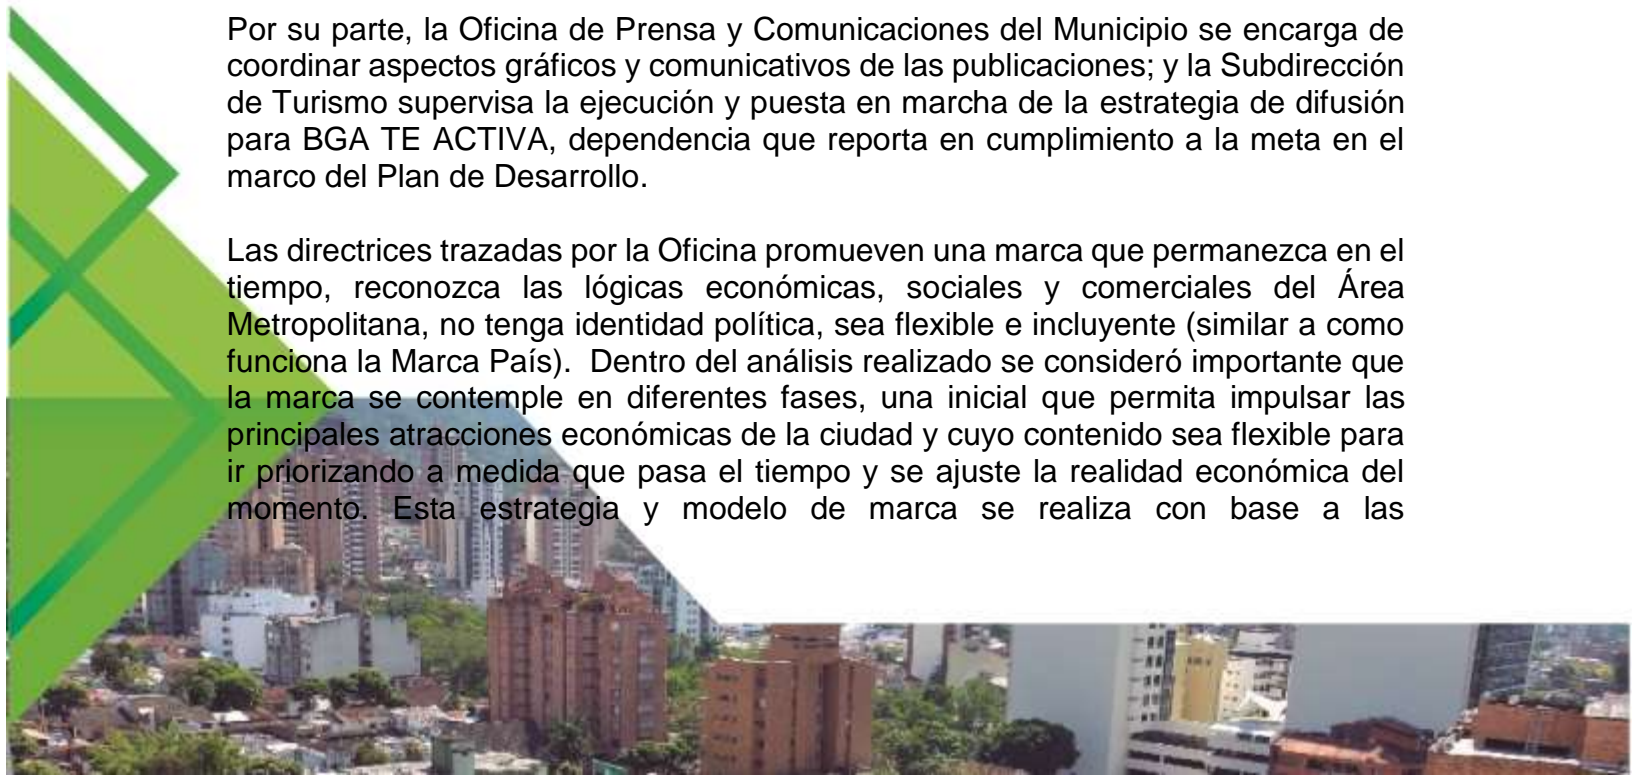 Por su parte, la Oficina de Prensa y Comunicaciones del Municipio se encarga de
coordinar aspectos gráficos y comunicativos de las publicaciones; y la Subdirección
de Turismo supervisa la ejecución y puesta en marcha de la estrategia de difusión
para BGA TE ACTIVA, dependencia que reporta en cumplimiento a la meta en el
marco del Plan de Desarrollo.
Las directrices trazadas por la Oficina promueven una marca que permanezca en el
tiempo, reconozca las lógicas económicas, sociales y comerciales del Área
Metropolitana, no tenga identidad política, sea flexible e incluyente (similar a como
funciona la Marca País).  Dentro del análisis realizado se consideró importante que
la marca se contemple en diferentes fases, una inicial que permita impulsar las
principales atracciones económicas de la ciudad y cuyo contenido sea flexible para
ir priorizando a medida que pasa el tiempo y se ajuste la realidad económica del
momento. Esta estrategia y modelo de marca se realiza con base a las